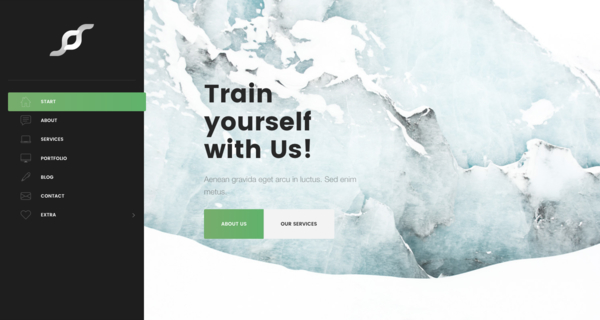 START
ABOUT
SERVICES
PORTFOLIO
BLOG
CONTACT
EXTRA
Train
yourself
with Us!
Aenean gravida eget arcu in luctus. Sed enim
metus.
ABOUT US
OUR SERVICES